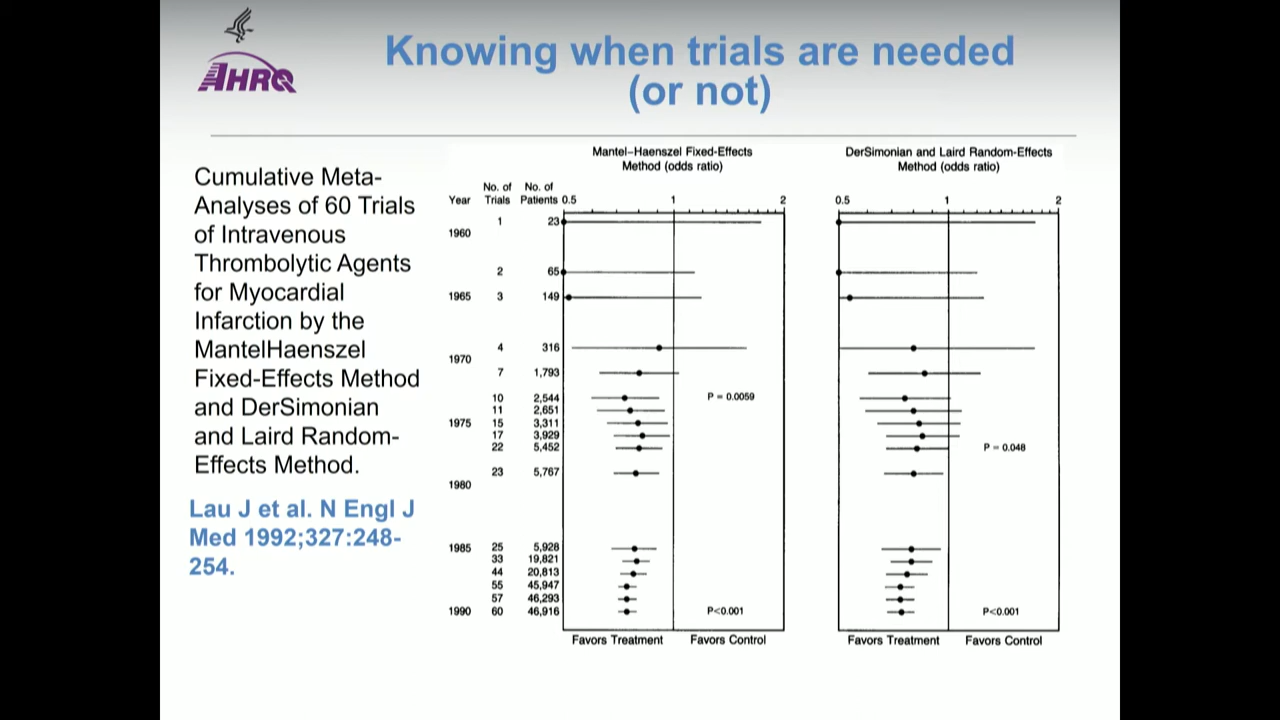 AHRQ
Knowing when trials are needed
(or not)
Cumulative Meta-
Analyses of 60 Trials
of Intravenous
Thrombolytic Agents
for Myocardial
Infarction by the
MantelHaenszel
Fixed-Effects Method
and DerSimonian
and Laird Random-
Effects Method.
Lau J et al. N Engl J
Med 1992;327:248-
254.
Mantel–Haenszel Fixed-Effects
Method (odds ratio)
DerSimonian and Laird Random-Effects
Method (odds ratio)
No. of No. of
Year Trials Patients 0.5 1 2 0.5 1 2
1 23
1960
2 65
1965 3 149
4 316
1970
7 1,793
10 2,544 P = 0.0059
11 2,651
1975 15 3,311
17 3,929
22 5,452 P = 0.048
23 5,767
1980
1985 25 5,928
33 19,821
44 20,813
55 45,947
57 46,293
1990 60 46,916 P<0.001 P<0.001
Favors Treatment Favors Control Favors Treatment Favors Control